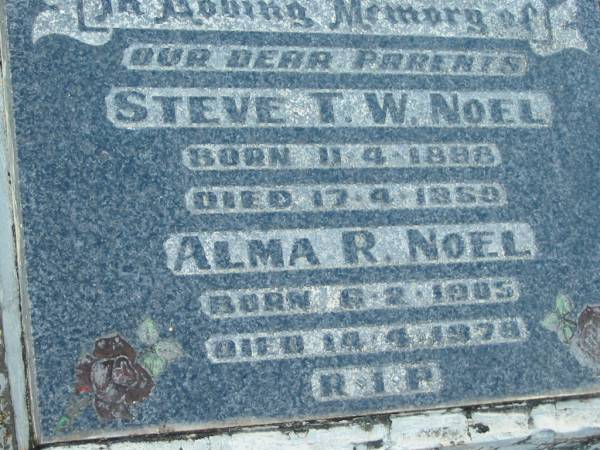 In Loving Memory of
OUR DEAR PARENTS
STEVE T. W. NOEL
BORN 11·4·1898
DIED 17·4·1959
ALMA R. NOEL
BORN 6·2·1905
DIED 14·4·1978
R·I·P